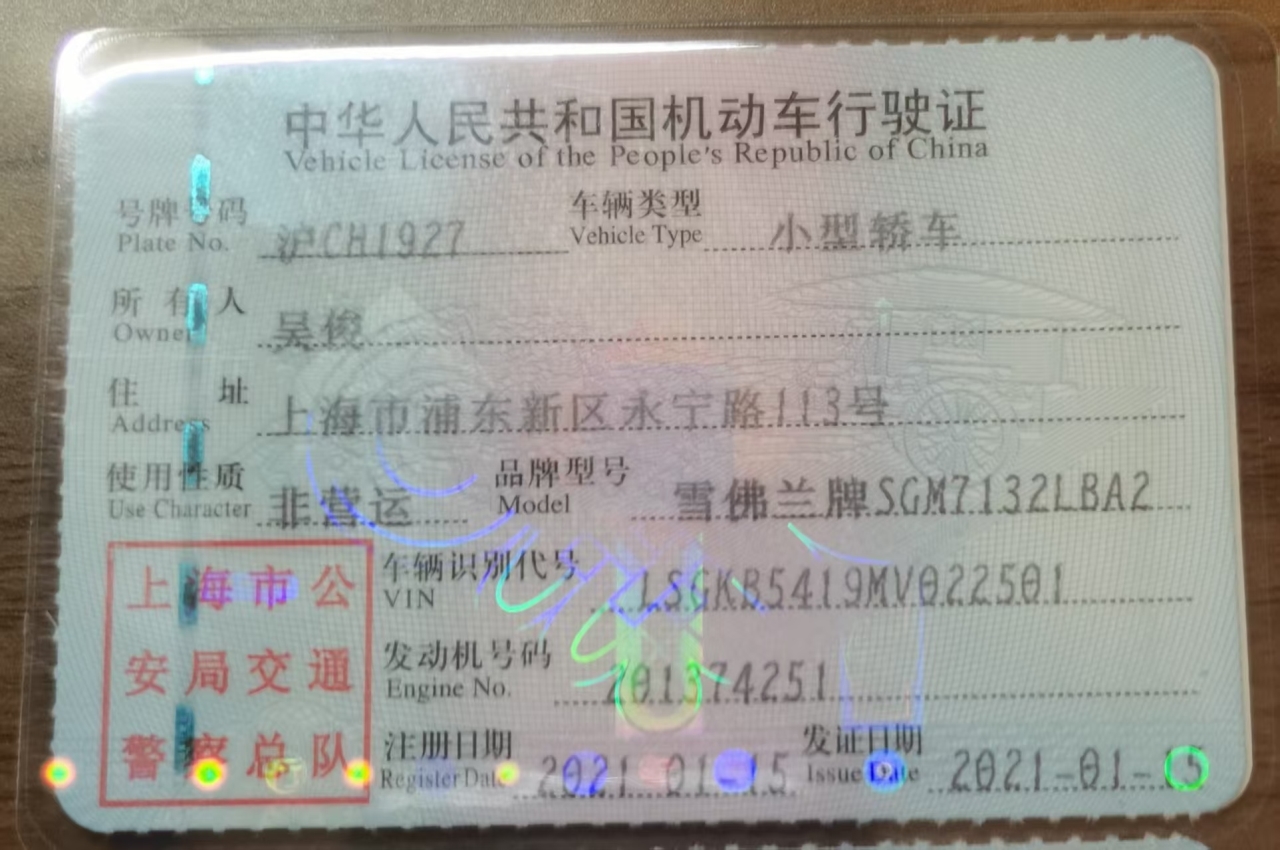 中华人民共和国机动车行驶证
Vehicle License of the People's Republic of China
号牌号码 沪CH1927 车辆类型 小型轿车
Plate No. Vehicle Type
所有人 吴俊
Owner
住址 上海市浦东新区永宁路113号
Address
使用性质 非营运 品牌型号 雪佛兰牌SGM7132LBA2
Use Character Model
上海市公
安局交通
警察总队
车辆识别代号 LSGKB5419MV022501
VIN
发动机号码 201374251
Engine No.
注册日期 2021-01-15 发证日期 2021-01-15
Register Date Issue Date